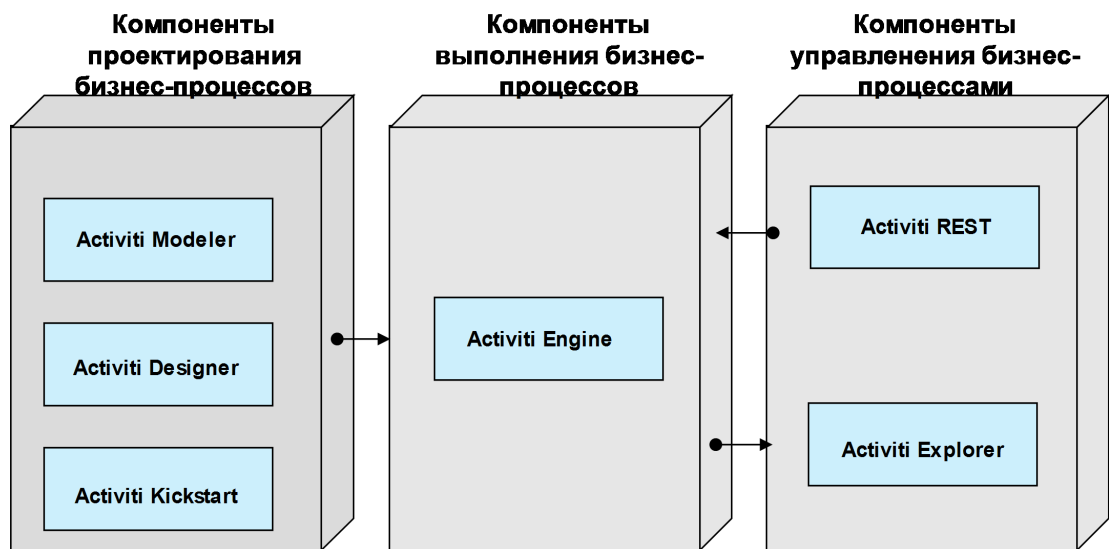 Компоненты
проектирования
бизнес-процессов
Компоненты
выполнения бизнес-
процессов
Компоненты
управленения бизнес-
процессами
Activiti Modeler
Activiti Designer
Activiti Kickstart
Activiti Engine
Activiti REST
Activiti Explorer